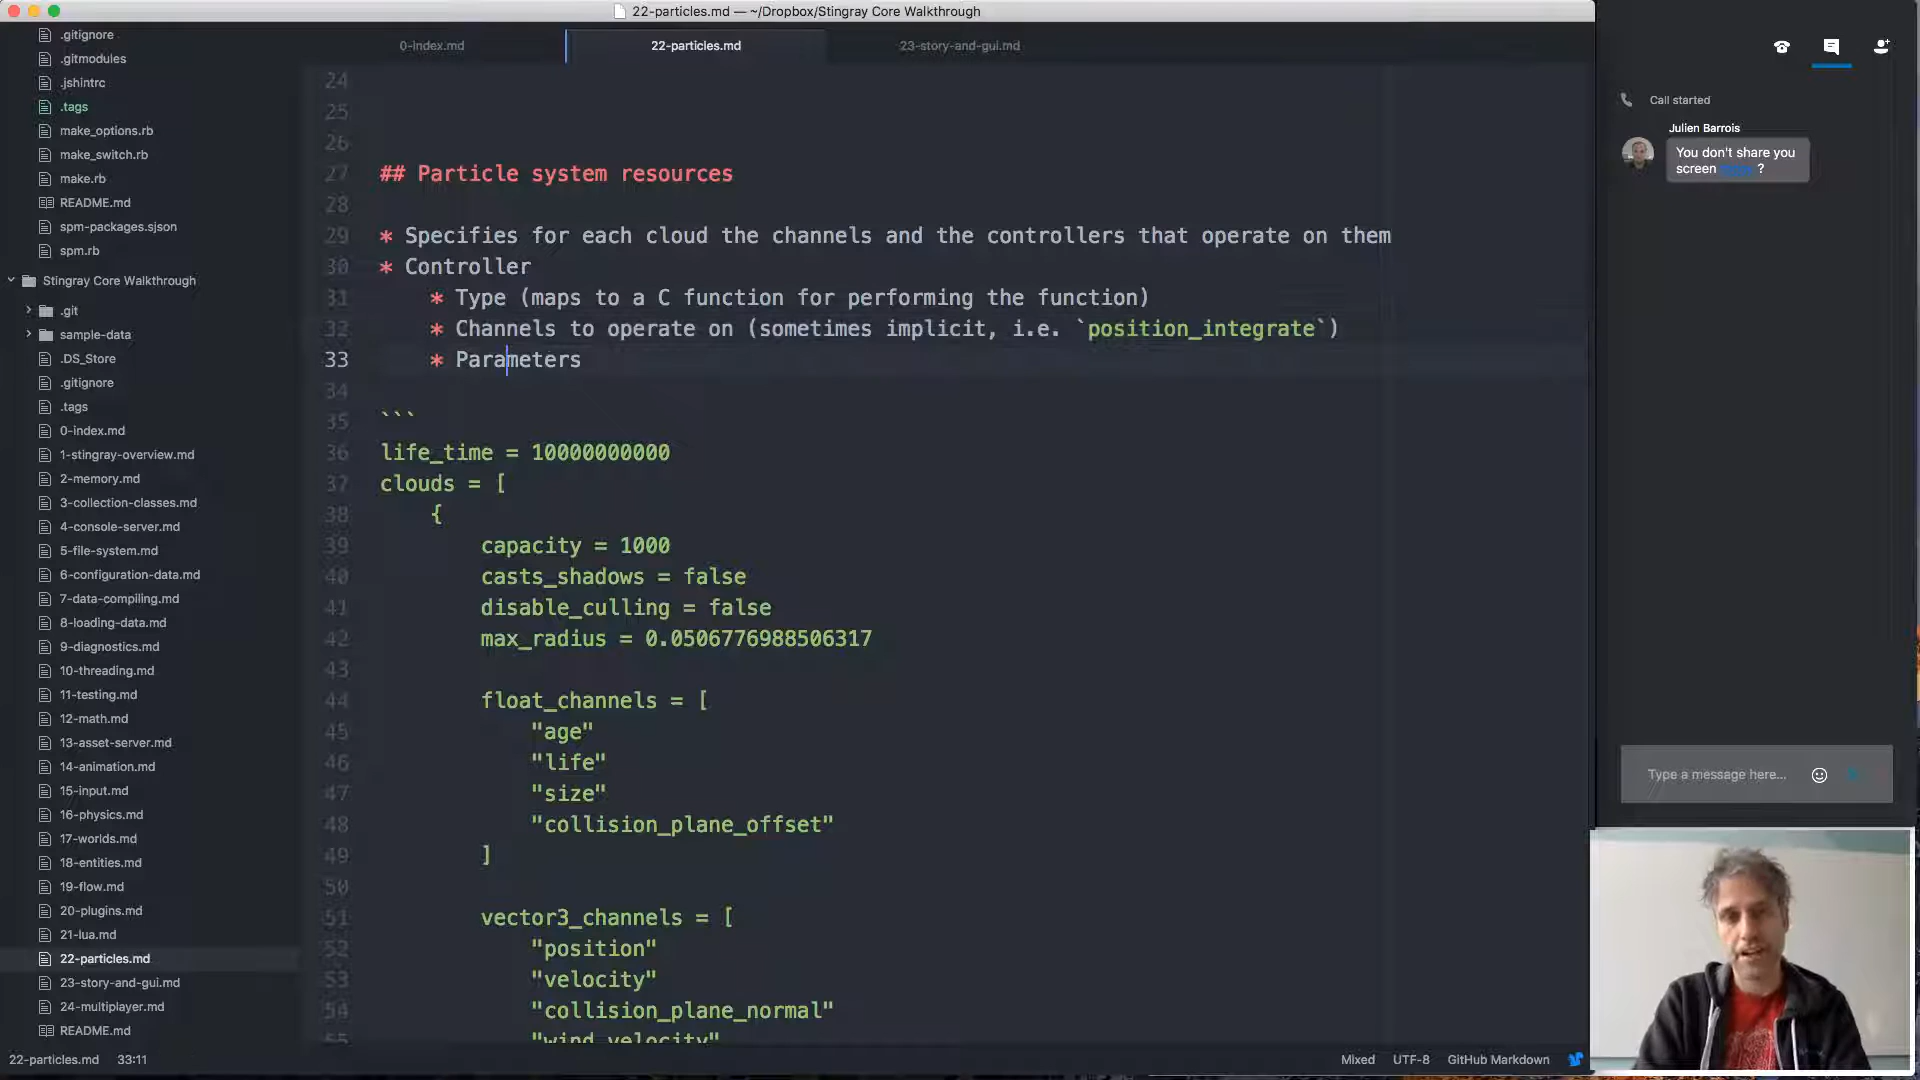 22-particles.md — ~/Dropbox/Stingray Core Walkthrough
.gitignore
.gitmodules
.jshintrc
.tags
make_options.rb
make_switch.rb
make.rb
README.md
spm-packages.sjson
spm.rb
Stingray Core Walkthrough
.git
sample-data
.DS_Store
.gitignore
.tags
0-index.md
1-stingray-overview.md
2-memory.md
3-collection-classes.md
4-console-server.md
5-file-system.md
6-configuration-data.md
7-data-compiling.md
8-loading-data.md
9-diagnostics.md
10-threading.md
11-testing.md
12-math.md
13-asset-server.md
14-animation.md
15-input.md
16-physics.md
17-worlds.md
18-entities.md
19-flow.md
20-plugins.md
21-lua.md
22-particles.md
23-story-and-gui.md
24-multiplayer.md
README.md
0-index.md
22-particles.md
23-story-and-gui.md
24
25
26
27 ## Particle system resources
28
29 * Specifies for each cloud the channels and the controllers that operate on them
30 * Controller
31 * Type (maps to a C function for performing the function)
32 * Channels to operate on (sometimes implicit, i.e. `position_integrate`)
33 * Parameters
34
35 ```
36 life_time = 10000000000
37 clouds = [
38 {
39 capacity = 1000
40 casts_shadows = false
41 disable_culling = false
42 max_radius = 0.0506776988506317
43
44 float_channels = [
45 "age"
46 "life"
47 "size"
48 "collision_plane_offset"
49 ]
50
51 vector3_channels = [
52 "position"
53 "velocity"
54 "collision_plane_normal"
55 "wind_velocity"
22-particles.md 33:11
Mixed UTF-8 GitHub Markdown
Call started
Julien Barrois
You don't share you
screen ?
Type a message here...